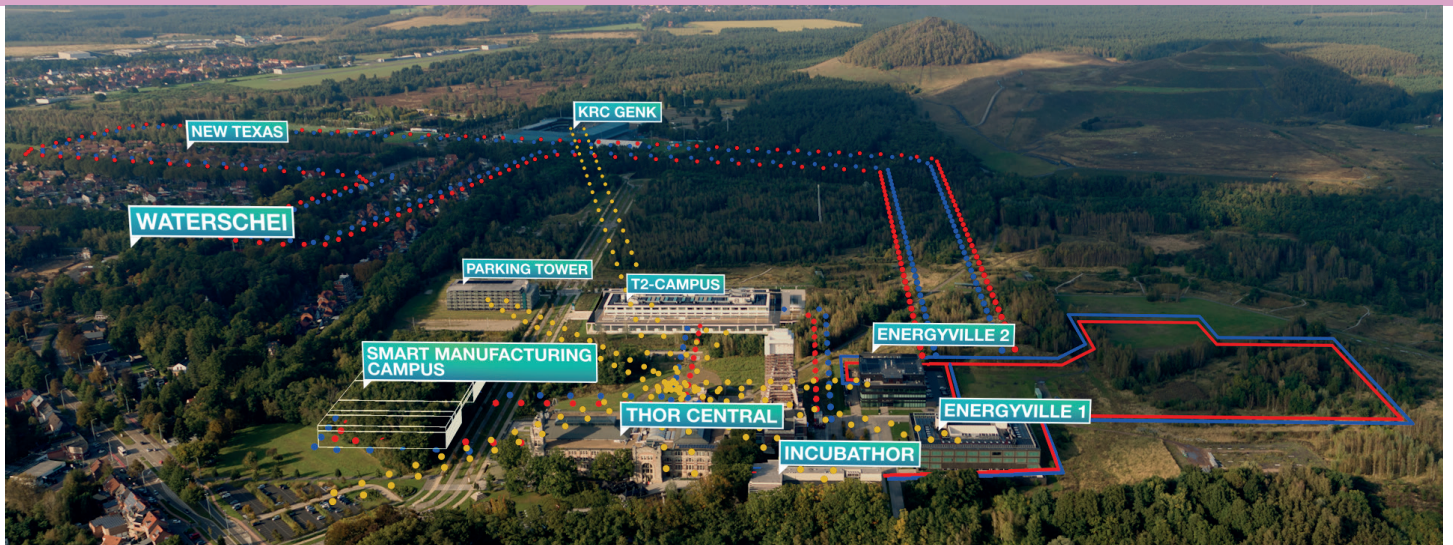 KRC GENK
NEW TEXAS
WATERSCHEI
PARKING TOWER
T2-CAMPUS
ENERGYVILLE 2
SMART MANUFACTURING
CAMPUS
THOR CENTRAL
ENERGYVILLE 1
INCUBATHOR